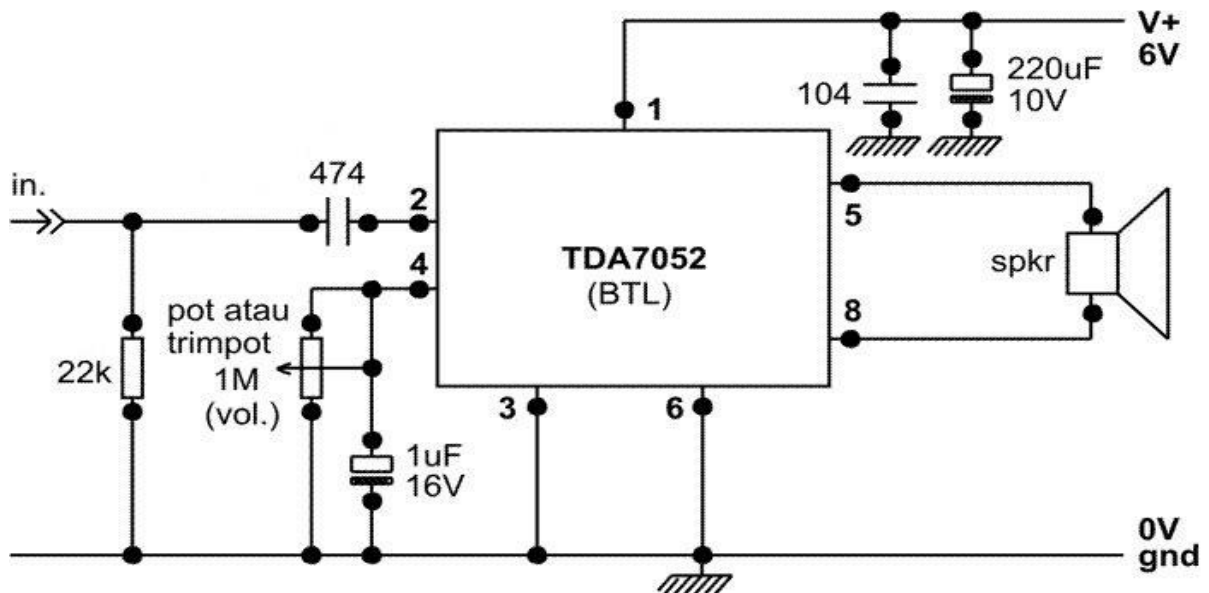 V+
6V
220uF
10V
104
1
474
in.
2
5
TDA7052
(BTL)
4
spkr
pot atau
trimpot
1M
(vol.)
22k
8
3
6
1uF
16V
0V
gnd